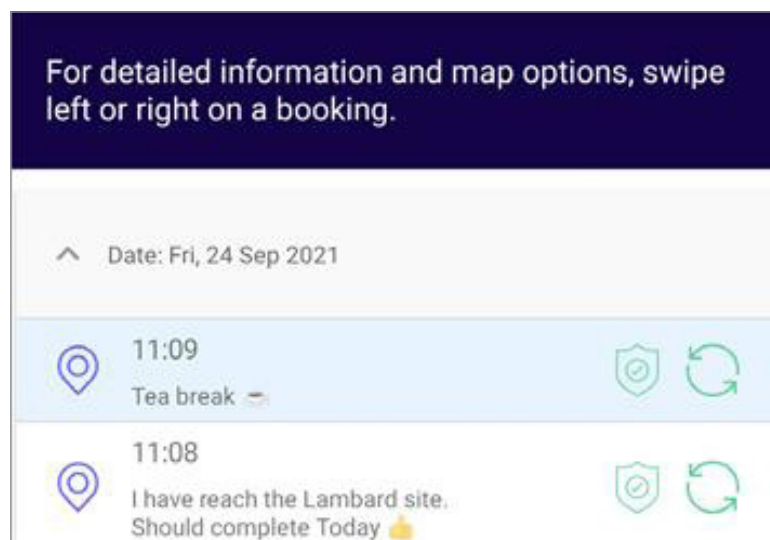 For detailed information and map options, swipe
left or right on a booking.
Date: Fri, 24 Sep 2021
11:09
Tea break ☕
11:08
I have reach the Lambard site.
Should complete Today 👍